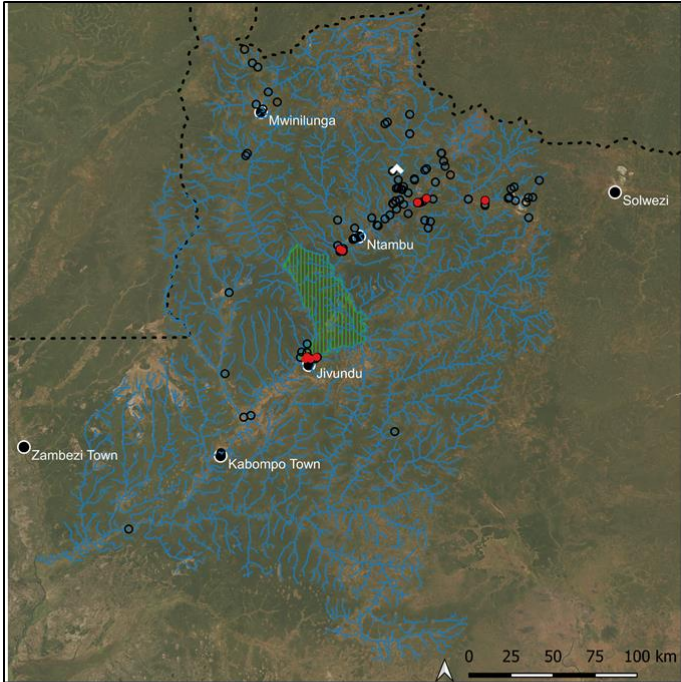 Mwinilunga
Solwezi
Ntambu
Jivundu
Zambezi Town
Kabompo Town
0 25 50 75 100 km